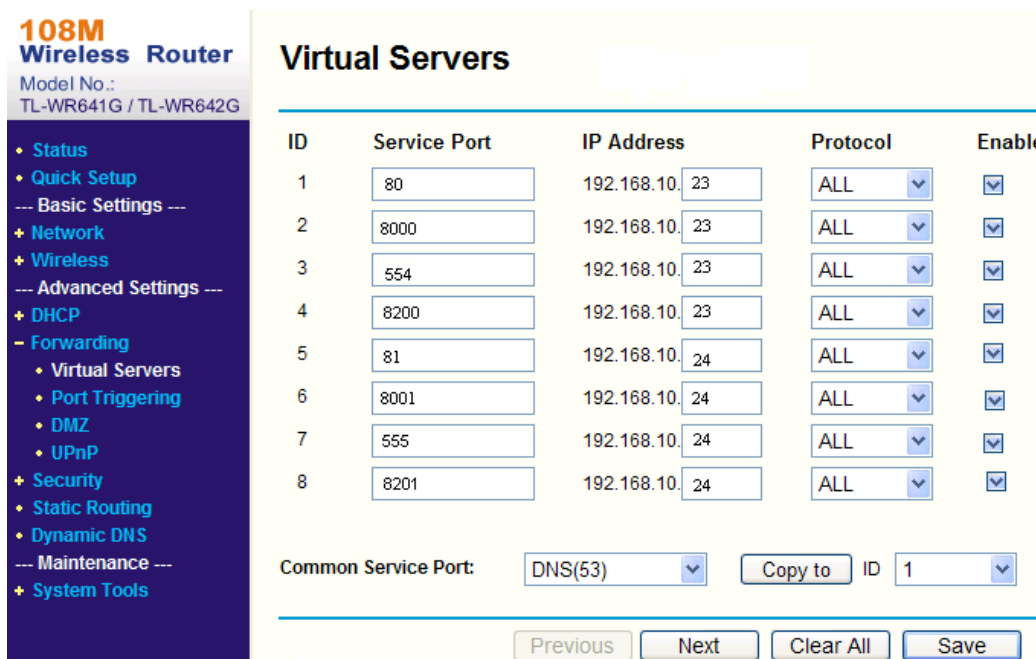 108M
Wireless Router
Model No.:
TL-WR641G / TL-WR642G
• Status
• Quick Setup
--- Basic Settings ---
+ Network
+ Wireless
--- Advanced Settings ---
+ DHCP
− Forwarding
• Virtual Servers
• Port Triggering
• DMZ
• UPnP
+ Security
• Static Routing
• Dynamic DNS
--- Maintenance ---
+ System Tools
Virtual Servers
ID Service Port IP Address Protocol Enable
1 80 192.168.10. 23 ALL
2 8000 192.168.10. 23 ALL
3 554 192.168.10. 23 ALL
4 8200 192.168.10. 23 ALL
5 81 192.168.10. 24 ALL
6 8001 192.168.10. 24 ALL
7 555 192.168.10. 24 ALL
8 8201 192.168.10. 24 ALL
Common Service Port: DNS(53) Copy to ID 1
Previous Next Clear All Save